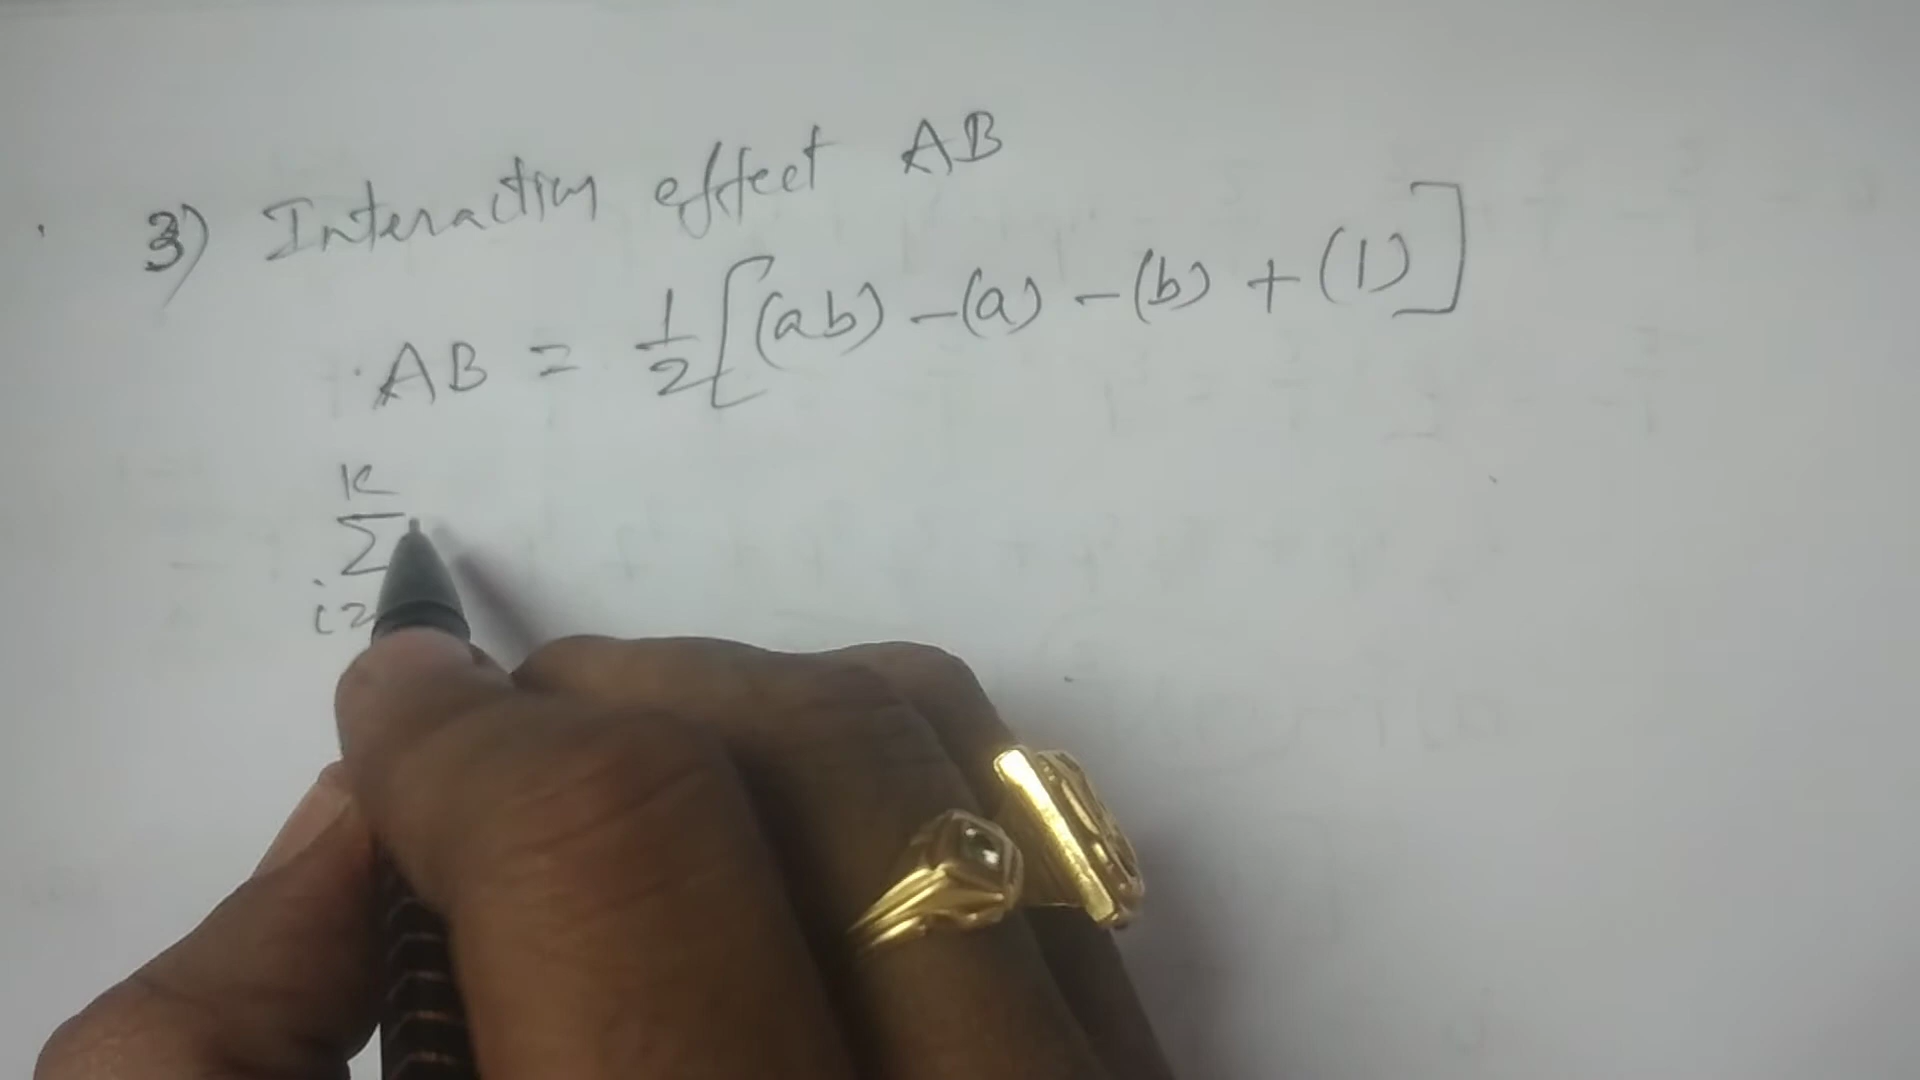 3) Interaction effect AB
AB = 1/2 [(ab) - (a) - (b) + (1)]
K
Σ
i=